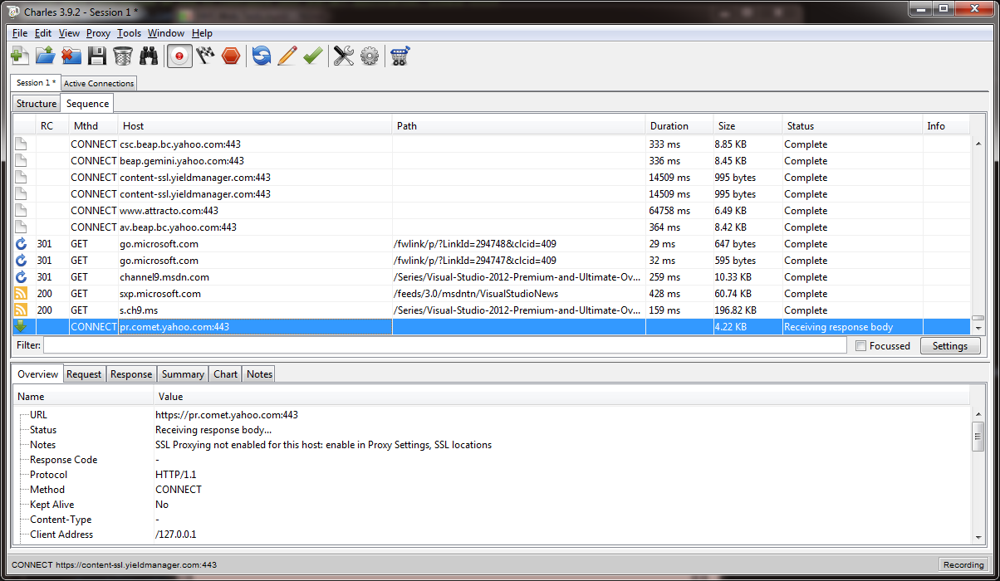 Charles 3.9.2 - Session 1 *
File Edit View Proxy Tools Window Help
Session 1 * Active Connections
Structure Sequence
RC Mthd Host Path Duration Size Status Info
CONNECT csc.beap.bc.yahoo.com:443 333 ms 8.85 KB Complete
CONNECT beap.gemini.yahoo.com:443 336 ms 8.45 KB Complete
CONNECT content-ssl.yieldmanager.com:443 14509 ms 995 bytes Complete
CONNECT content-ssl.yieldmanager.com:443 14509 ms 995 bytes Complete
CONNECT www.attracto.com:443 64758 ms 6.49 KB Complete
CONNECT av.beap.bc.yahoo.com:443 364 ms 8.42 KB Complete
301 GET go.microsoft.com /fwlink/p/?LinkId=294748&clcid=409 29 ms 647 bytes Complete
301 GET go.microsoft.com /fwlink/p/?LinkId=294748&clcid=409 32 ms 595 bytes Complete
301 GET channel9.msdn.com /Series/Visual-Studio-2012-Premium-and-Ultimate-Ov... 259 ms 10.33 KB Complete
200 GET sxp.microsoft.com /feeds/3.0/msdntn/VisualStudioNews 428 ms 60.74 KB Complete
200 GET s.ch9.ms /Series/Visual-Studio-2012-Premium-and-Ultimate-Ov... 159 ms 196.82 KB Complete
CONNECT pr.comet.yahoo.com:443 4.22 KB Receiving response body
Filter: Focussed Settings
Overview Request Response Summary Chart Notes
Name Value
URL https://pr.comet.yahoo.com:443
Status Receiving response body...
Notes SSL Proxying not enabled for this host: enable in Proxy Settings, SSL locations
Response Code -
Protocol HTTP/1.1
Method CONNECT
Kept Alive No
Content-Type -
Client Address /127.0.0.1
CONNECT https://content-ssl.yieldmanager.com:443 Recording